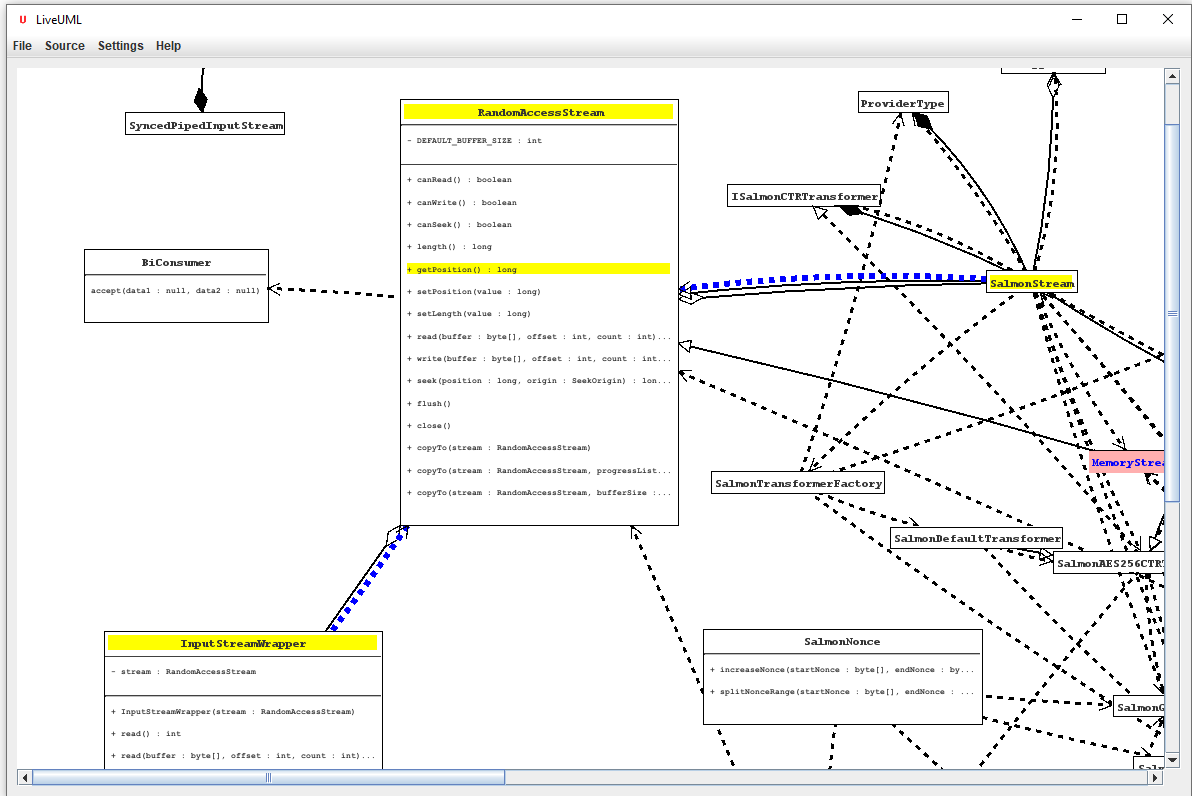 U LiveUML
File Source Settings Help
SyncedPipedInputStream
RandomAccessStream
- DEFAULT_BUFFER_SIZE : int
+ canRead() : boolean
+ canWrite() : boolean
+ canSeek() : boolean
+ length() : long
+ getPosition() : long
+ setPosition(value : long)
+ setLength(value : long)
+ read(buffer : byte[], offset : int, count : int)...
+ write(buffer : byte[], offset : int, count : int...
+ seek(position : long, origin : SeekOrigin) : lon...
+ flush()
+ close()
+ copyTo(stream : RandomAccessStream)
+ copyTo(stream : RandomAccessStream, progressList...
+ copyTo(stream : RandomAccessStream, bufferSize :...
BiConsumer
accept(data1 : null, data2 : null)
ProviderType
ISalmonCTRTransformer
SalmonStream
MemoryStrea
SalmonTransformerFactory
SalmonDefaultTransformer
SalmonAES256CTRT
InputStreamWrapper
- stream : RandomAccessStream
+ InputStreamWrapper(stream : RandomAccessStream)
+ read() : int
+ read(buffer : byte[], offset : int, count : int)...
SalmonNonce
+ increaseNonce(startNonce : byte[], endNonce : by...
+ splitNonceRange(startNonce : byte[], endNonce : ...
SalmonG
Sal